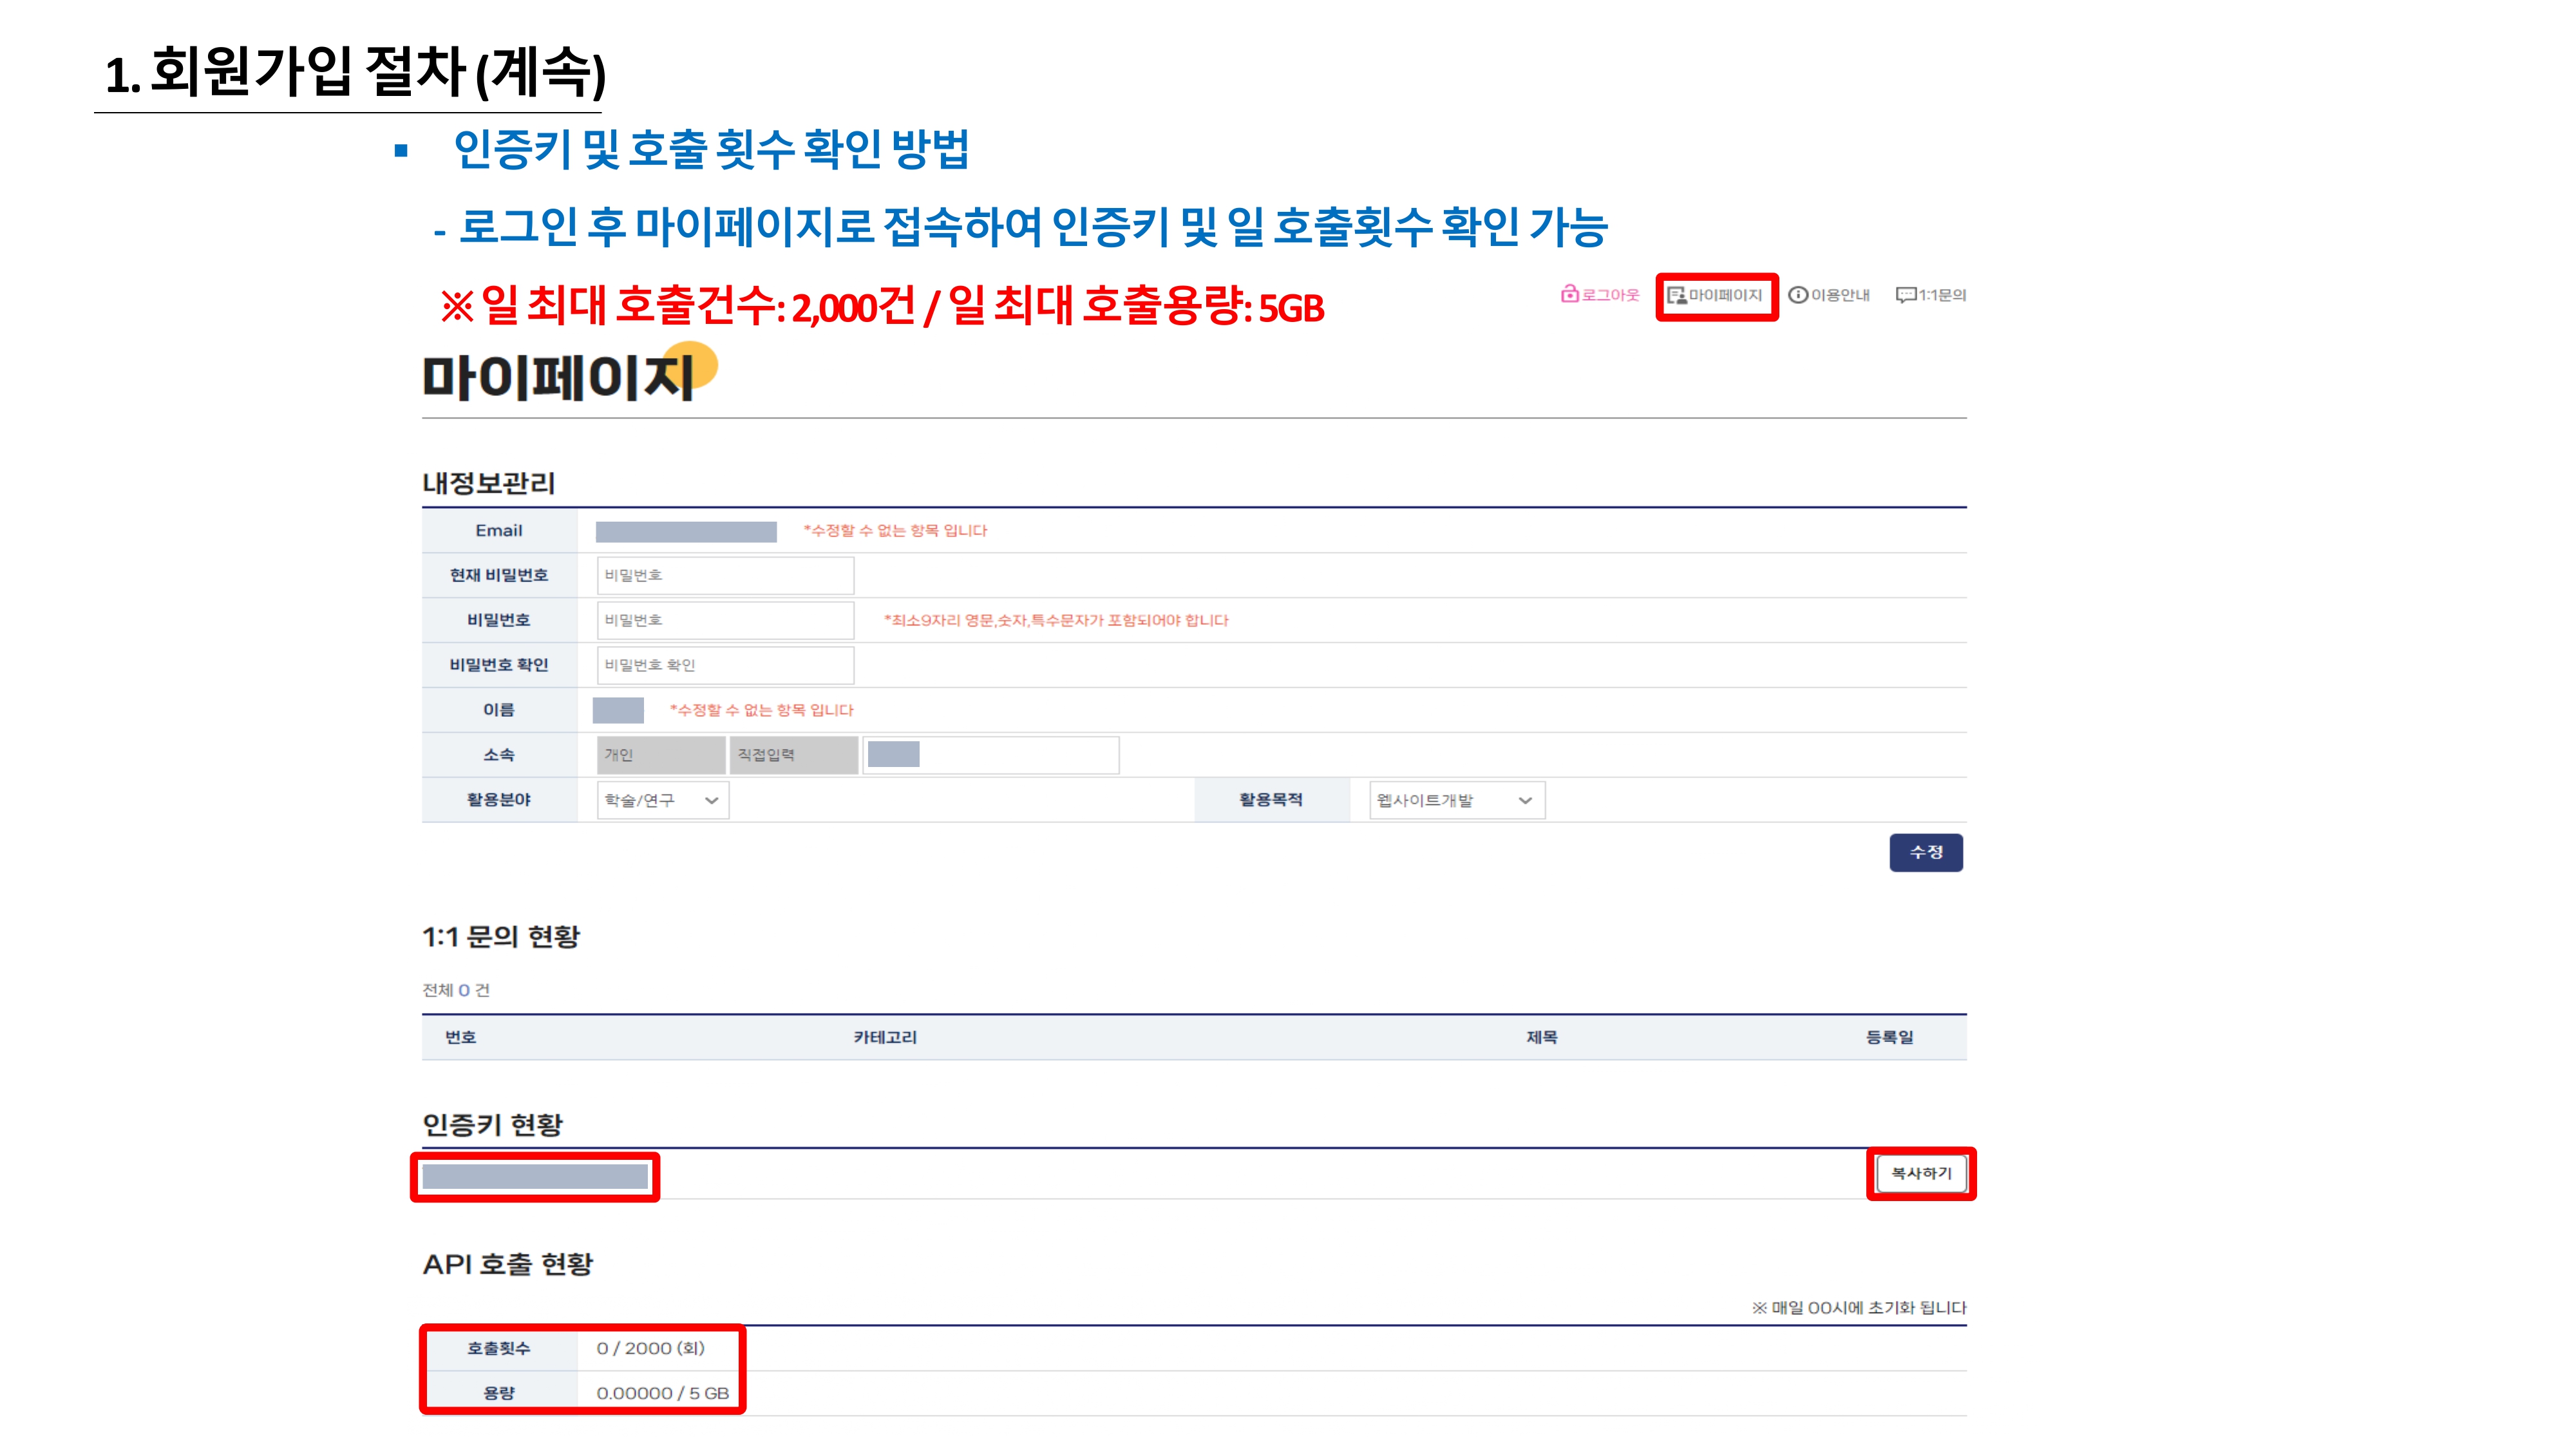 1. 회원가입 절차 (계속)
▪ 인증키 및 호출 횟수 확인 방법
- 로그인 후 마이페이지로 접속하여 인증키 및 일 호출횟수 확인 가능
※ 일 최대 호출건수: 2,000건 / 일 최대 호출용량: 5GB
로그아웃 마이페이지 이용안내 1:1문의
마이페이지
내정보관리
Email *수정할 수 없는 항목 입니다
현재 비밀번호 비밀번호
비밀번호 비밀번호 *최소9자리 영문,숫자,특수문자가 포함되어야 합니다
비밀번호 확인 비밀번호 확인
이름 *수정할 수 없는 항목 입니다
소속 개인 직접입력
활용분야 학술/연구 활용목적 웹사이트개발
수정
1:1 문의 현황
전체 0 건
번호 카테고리 제목 등록일
인증키 현황
복사하기
API 호출 현황
※ 매일 00시에 초기화 됩니다
호출횟수 0 / 2000 (회)
용량 0.00000 / 5 GB